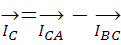 → = → − →
I_C I_CA I_BC